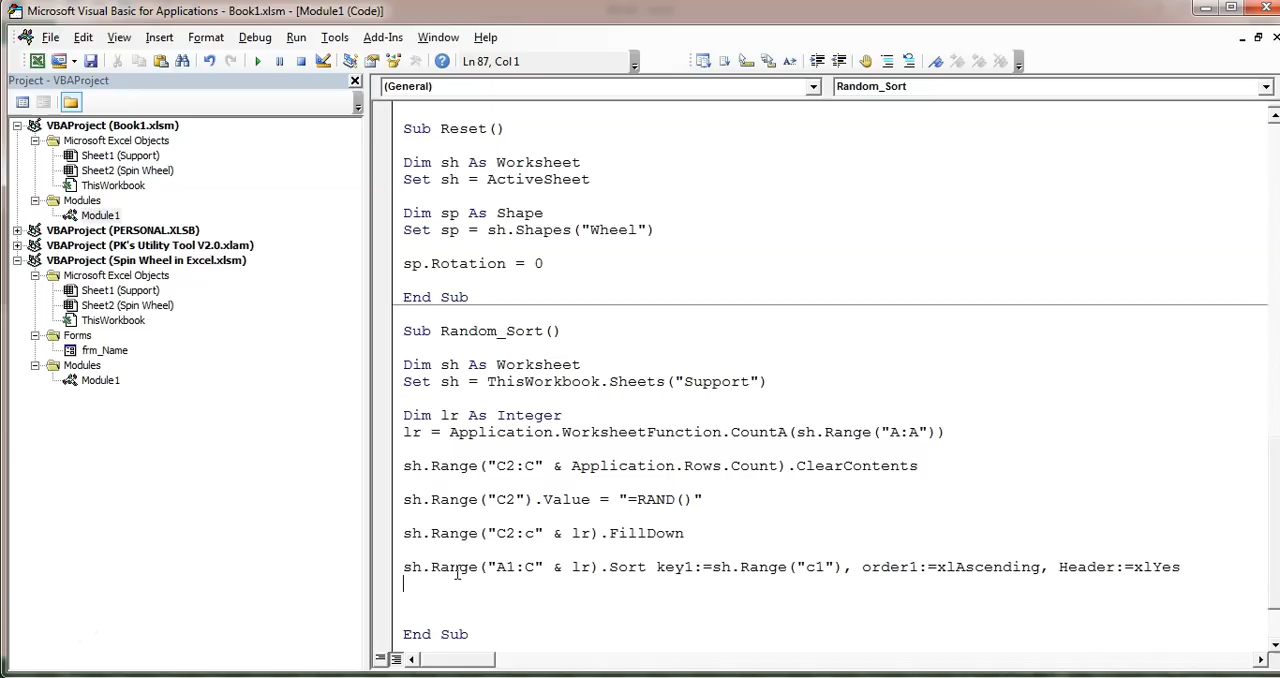 Microsoft Visual Basic for Applications - Book1.xlsm - [Module1 (Code)]
File Edit View Insert Format Debug Run Tools Add-Ins Window Help
Ln 87, Col 1
Project - VBAProject
(General) Random_Sort
VBAProject (Book1.xlsm)
Microsoft Excel Objects
Sheet1 (Support)
Sheet2 (Spin Wheel)
ThisWorkbook
Modules
Module1
VBAProject (PERSONAL.XLSB)
VBAProject (PK's Utility Tool V2.0.xlam)
VBAProject (Spin Wheel in Excel.xlsm)
Microsoft Excel Objects
Sheet1 (Support)
Sheet2 (Spin Wheel)
ThisWorkbook
Forms
frm_Name
Modules
Module1
Sub Reset()
Dim sh As Worksheet
Set sh = ActiveSheet
Dim sp As Shape
Set sp = sh.Shapes("Wheel")
sp.Rotation = 0
End Sub
Sub Random_Sort()
Dim sh As Worksheet
Set sh = ThisWorkbook.Sheets("Support")
Dim lr As Integer
lr = Application.WorksheetFunction.CountA(sh.Range("A:A"))
sh.Range("C2:C" & Application.Rows.Count).ClearContents
sh.Range("C2").Value = "=RAND()"
sh.Range("C2:c" & lr).FillDown
sh.Range("A1:C" & lr).Sort key1:=sh.Range("c1"), order1:=xlAscending, Header:=xlYes
End Sub